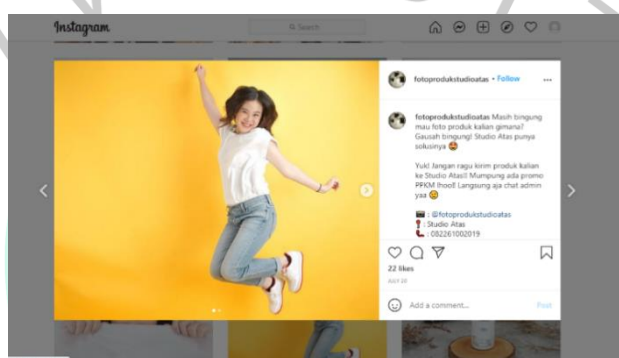 Instagram
Search
fotoprodukstudioatas • Follow
fotoprodukstudioatas Masih bingung
mau foto produk kalian gimana?
Gausah bingung! Studio Atas punya
solusinya 🤩
Yuk! Jangan ragu kirim produk kalian
ke Studio Atas!! Mumpung ada promo
PPKM lhoo!! Langsung aja chat admin
yaa 😊
📷 : @fotoprodukstudioatas
📍 : Studio Atas
📞 : 082261002019
22 likes
JULY 20
Add a comment...
Post